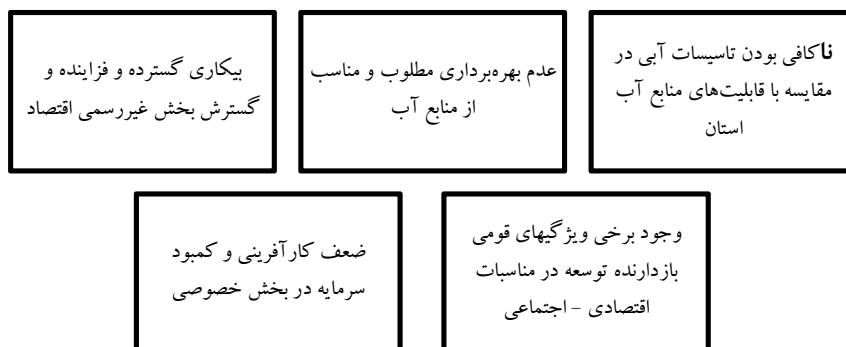 ناکافی بودن تاسیسات آبی در
مقایسه با قابلیت‌های منابع آب
استان
عدم بهره‌برداری مطلوب و مناسب
از منابع آب
بیکاری گسترده و فزاینده و
گسترش بخش غیررسمی اقتصاد
وجود برخی ویژگیهای قومی
بازدارنده توسعه در مناسبات
اقتصادی – اجتماعی
ضعف کارآفرینی و کمبود
سرمایه در بخش خصوصی